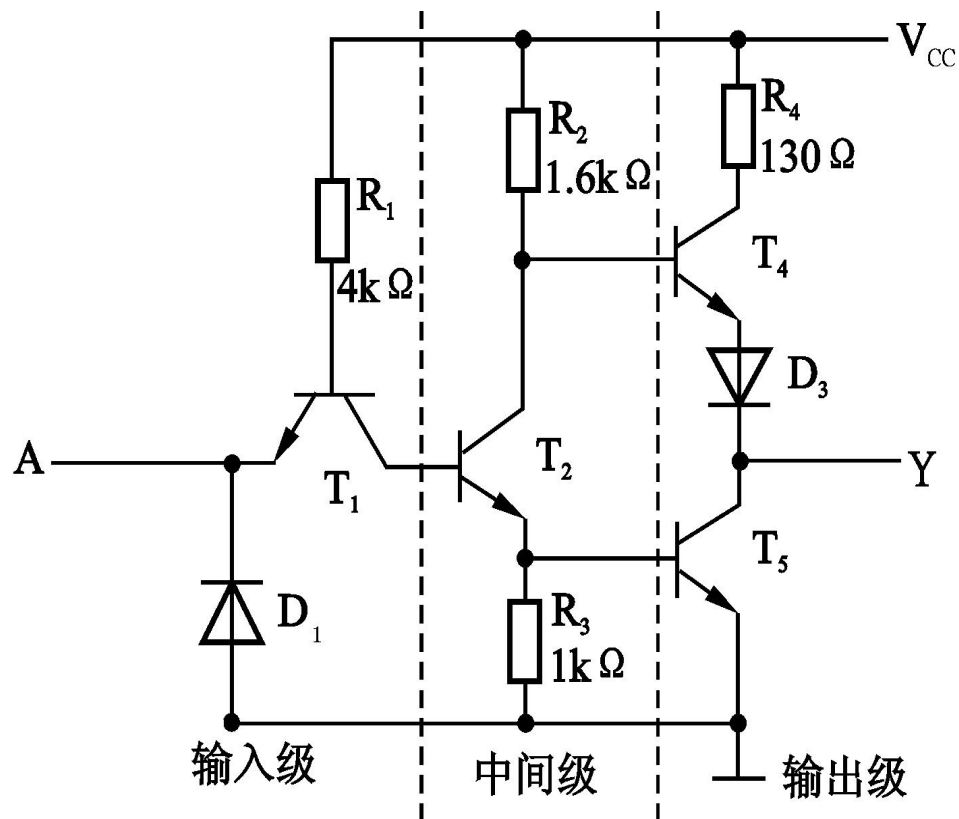 V_CC
R₄
130Ω
R₂
1.6kΩ
R₁
4kΩ
T₄
D₃
A
T₁
T₂
Y
T₅
D₁
R₃
1kΩ
输入级
中间级
输出级